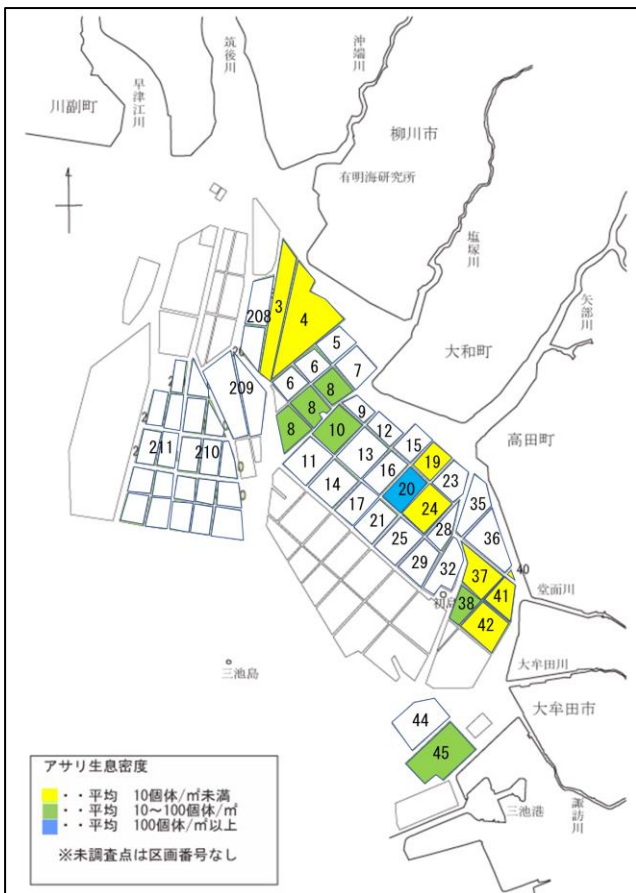 筑後川
沖端川
早津江川
川副町
柳川市
有明海研究所
塩塚川
矢部川
大和町
高田町
3
4
208
5
6
7
6
8
209
8
9
8
10
12
15
19
13
16
23
211
210
11
20
35
14
24
17
28
36
21
25
29
32
37
40
堂面川
38
41
42
大牟田川
三池島
大牟田市
44
45
三池港
諏訪川
アサリ生息密度
・・平均 10個体/㎡未満
・・平均 10~100個体/㎡
・・平均 100個体/㎡以上
※未調査点は区画番号なし